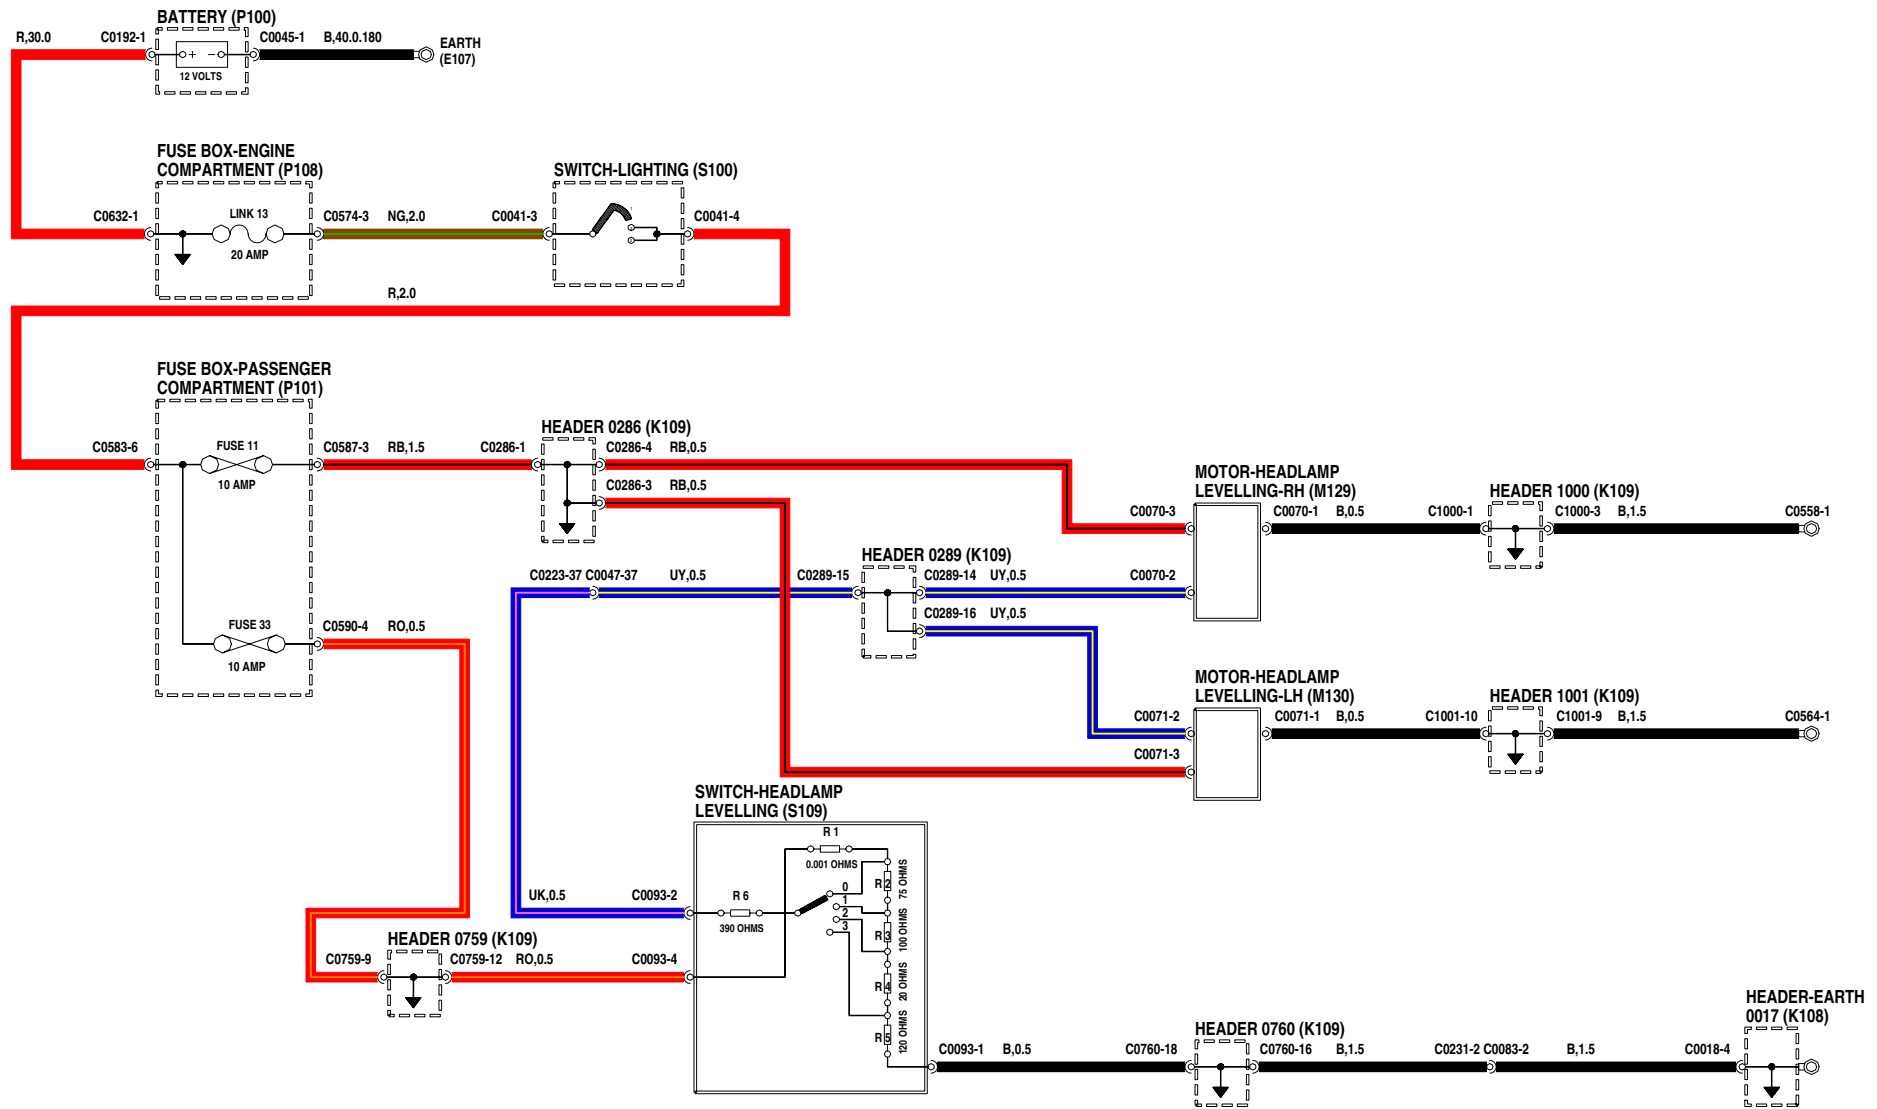 BATTERY (P100)
R,30.0
C0192-1
C0045-1
B,40.0.180
EARTH
(E107)
+ -
12 VOLTS
FUSE BOX-ENGINE
COMPARTMENT (P108)
SWITCH-LIGHTING (S100)
C0632-1
LINK 13
C0574-3
NG,2.0
C0041-3
C0041-4
20 AMP
R,2.0
FUSE BOX-PASSENGER
COMPARTMENT (P101)
C0583-6
FUSE 11
C0587-3
RB,1.5
C0286-1
HEADER 0286 (K109)
C0286-4
RB,0.5
10 AMP
C0286-3
RB,0.5
MOTOR-HEADLAMP
LEVELLING-RH (M129)
HEADER 1000 (K109)
C0070-3
C0070-1
B,0.5
C1000-1
C1000-3
B,1.5
C0558-1
HEADER 0289 (K109)
C0223-37 C0047-37
UY,0.5
C0289-15
C0289-14
UY,0.5
C0070-2
C0289-16
UY,0.5
FUSE 33
C0590-4
RO,0.5
10 AMP
MOTOR-HEADLAMP
LEVELLING-LH (M130)
HEADER 1001 (K109)
C0071-2
C0071-1
B,0.5
C1001-10
C1001-9
B,1.5
C0564-1
C0071-3
SWITCH-HEADLAMP
LEVELLING (S109)
R 1
0.001 OHMS
R 2
75 OHMS
UK,0.5
C0093-2
R 6
390 OHMS
0
1
2
3
R 3
100 OHMS
HEADER 0759 (K109)
C0759-9
C0759-12
RO,0.5
C0093-4
R 4
20 OHMS
R 5
120 OHMS
C0093-1
B,0.5
C0760-18
HEADER 0760 (K109)
C0760-16
B,1.5
C0231-2 C0083-2
B,1.5
C0018-4
HEADER-EARTH
0017 (K108)